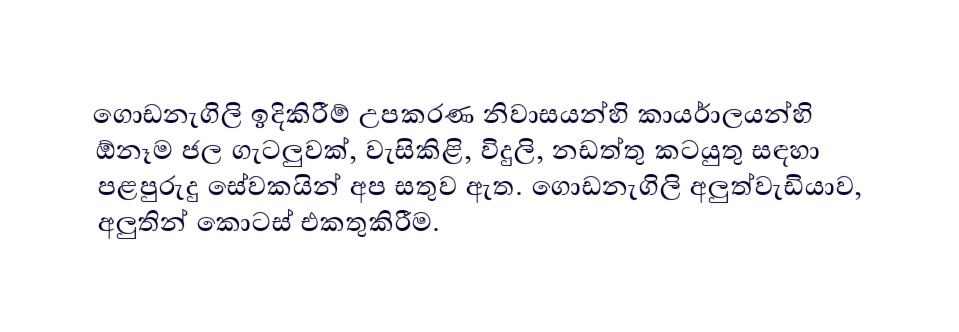 ගොඩනැගිලි ඉදිකිරීම් උපකරණ නිවාසයන්හි කාර්යාලයන්හි
ඕනෑම ජල ගැටලුවක්, වැසිකිළි, විදුලි, නඩත්තු කටයුතු සඳහා
පළපුරුදු සේවකයින් අප සතුව ඇත. ගොඩනැගිලි අලුත්වැඩියාව,
අලුතින් කොටස් එකතුකිරීම.